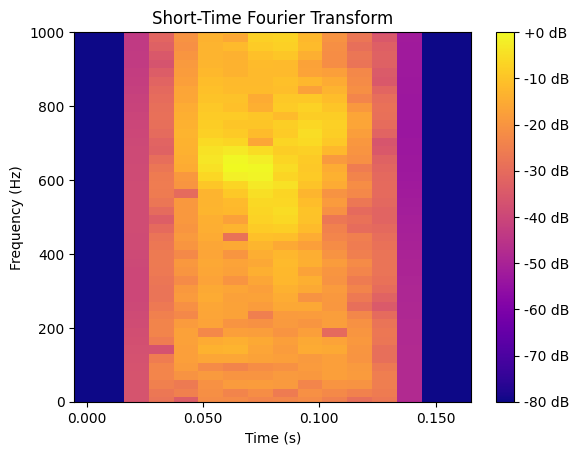 Short-Time Fourier Transform
1000
800
600
400
200
0
Frequency (Hz)
0.000
0.050
0.100
0.150
Time (s)
+0 dB
-10 dB
-20 dB
-30 dB
-40 dB
-50 dB
-60 dB
-70 dB
-80 dB